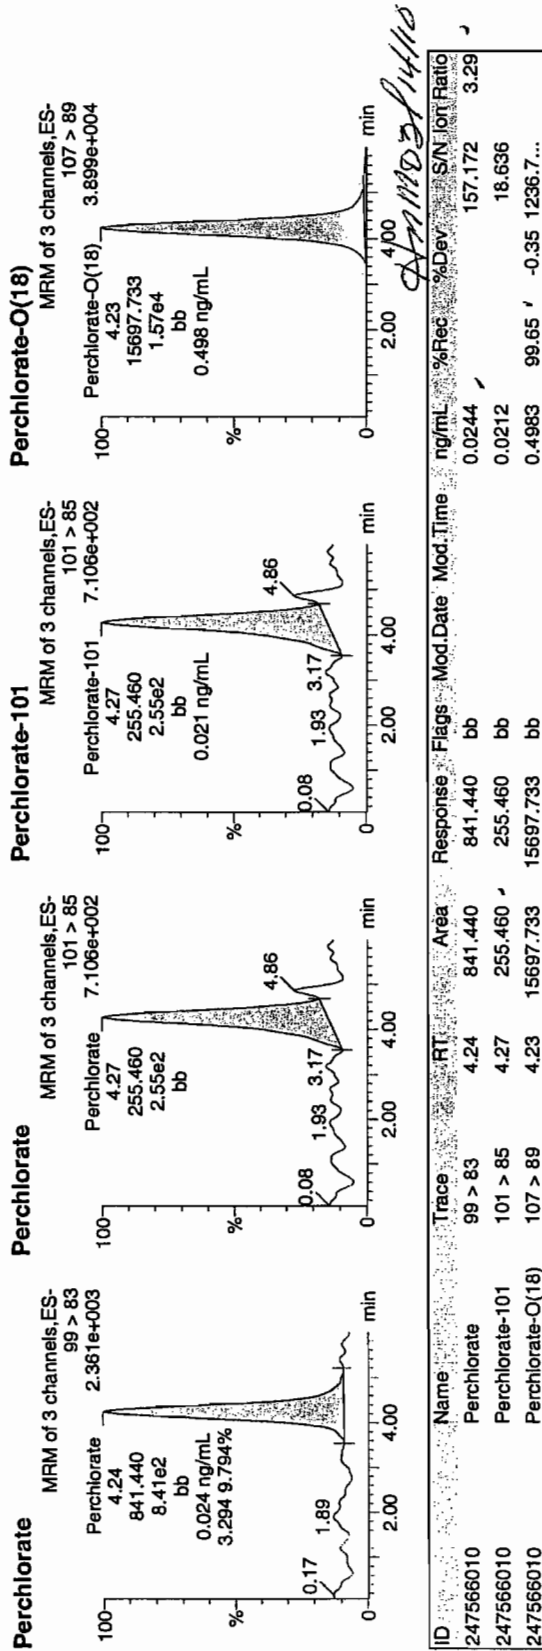 Perchlorate
MRM of 3 channels,ES-
99 > 83
2.361e+003
100
Perchlorate
4.24
841.440
8.41e2
bb
0.024 ng/mL
3.294 9.794%
%
0.17
1.89
0
2.00
4.00
min
Perchlorate
MRM of 3 channels,ES-
101 > 85
7.106e+002
100
Perchlorate
4.27
255.460
2.55e2
bb
%
0.08
1.93
3.17
4.86
0
2.00
4.00
min
Perchlorate-101
MRM of 3 channels,ES-
101 > 85
7.106e+002
100
Perchlorate-101
4.27
255.460
2.55e2
bb
0.021 ng/mL
%
0.08
1.93
3.17
4.86
0
2.00
4.00
min
Perchlorate-O(18)
MRM of 3 channels,ES-
107 > 89
3.899e+004
100
Perchlorate-O(18)
4.23
15697.733
1.57e4
bb
0.498 ng/mL
%
0
2.00
4.00
min
ID Name Trace RT Area Response Flags Mod.Date Mod.Time ng/mL %Rec %Dev S/N Ion Ratio
247566010 Perchlorate 99 > 83 4.24 841.440 841.440 bb 0.0244 157.172 3.29
247566010 Perchlorate-101 101 > 85 4.27 255.460 255.460 bb 0.0212 18.636
247566010 Perchlorate-O(18) 107 > 89 4.23 15697.733 15697.733 bb 0.4983 99.65 -0.35 1236.7...